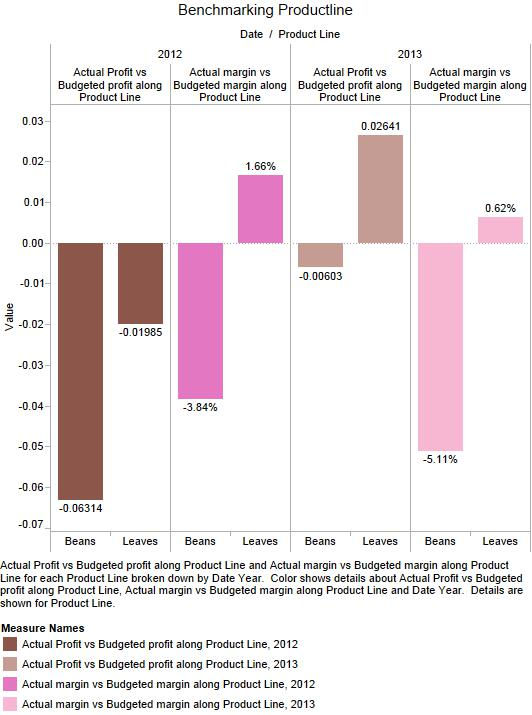 Benchmarking Productline
Date / Product Line
2012
2013
Actual Profit vs Budgeted profit along Product Line
Actual margin vs Budgeted margin along Product Line
Actual Profit vs Budgeted profit along Product Line
Actual margin vs Budgeted margin along Product Line
0.03
0.02
0.01
0.00
-0.01
-0.02
-0.03
-0.04
-0.05
-0.06
-0.07
Value
-0.06314
-0.01985
-3.84%
1.66%
-0.00603
0.02641
-5.11%
0.62%
Beans
Leaves
Beans
Leaves
Beans
Leaves
Beans
Leaves
Actual Profit vs Budgeted profit along Product Line and Actual margin vs Budgeted margin along Product
Line for each Product Line broken down by Date Year. Color shows details about Actual Profit vs Budgeted
profit along Product Line, Actual margin vs Budgeted margin along Product Line and Date Year. Details are
shown for Product Line.
Measure Names
Actual Profit vs Budgeted profit along Product Line, 2012
Actual Profit vs Budgeted profit along Product Line, 2013
Actual margin vs Budgeted margin along Product Line, 2012
Actual margin vs Budgeted margin along Product Line, 2013